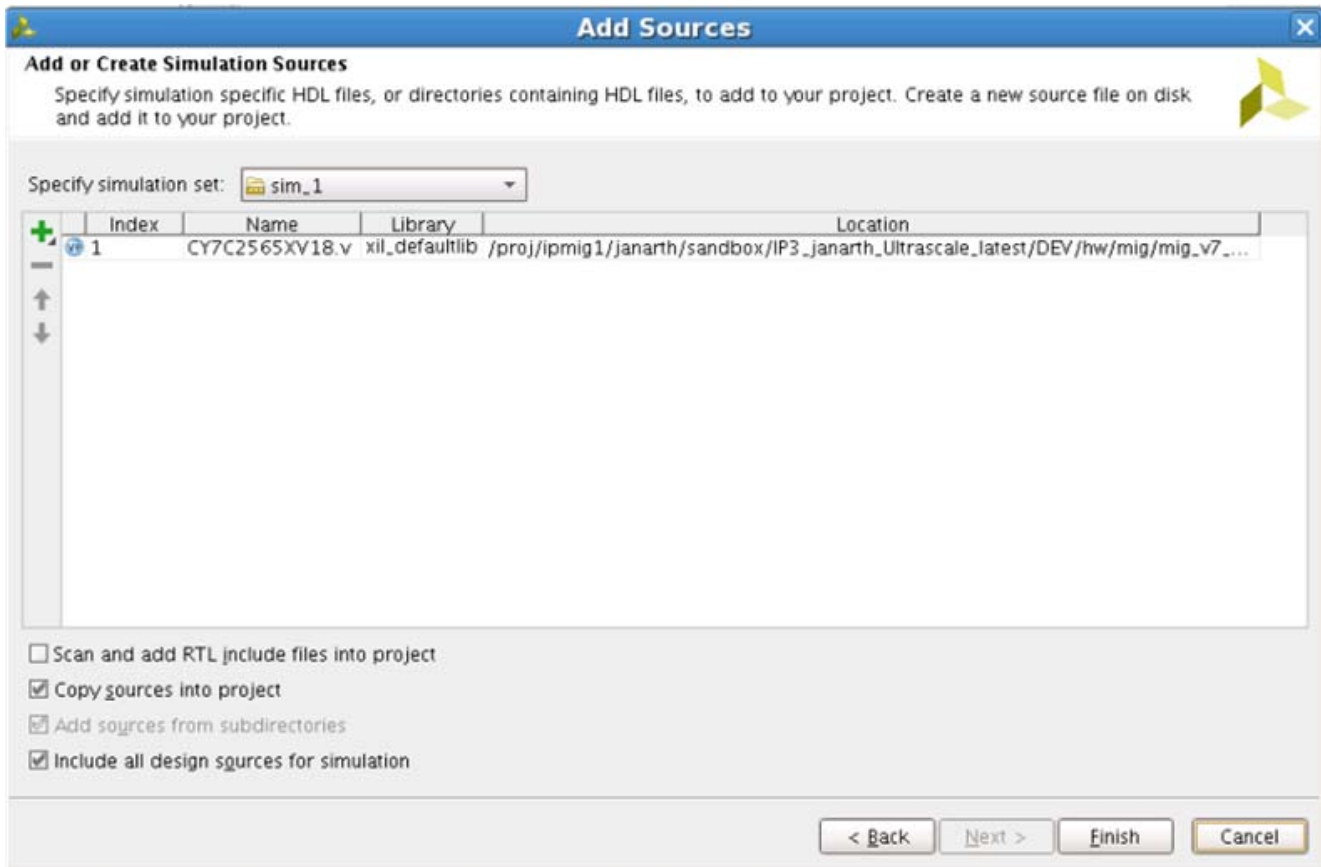 Add Sources
Add or Create Simulation Sources
Specify simulation specific HDL files, or directories containing HDL files, to add to your project. Create a new source file on disk
and add it to your project.
Specify simulation set: sim_1
Index Name Library Location
1 CY7C2565XV18.v xil_defaultlib /proj/ipmig1/janarth/sandbox/IP3_janarth_Ultrascale_latest/DEV/hw/mig/mig_v7_...
Scan and add RTL include files into project
Copy sources into project
Add sources from subdirectories
Include all design sources for simulation
< Back Next > Finish Cancel